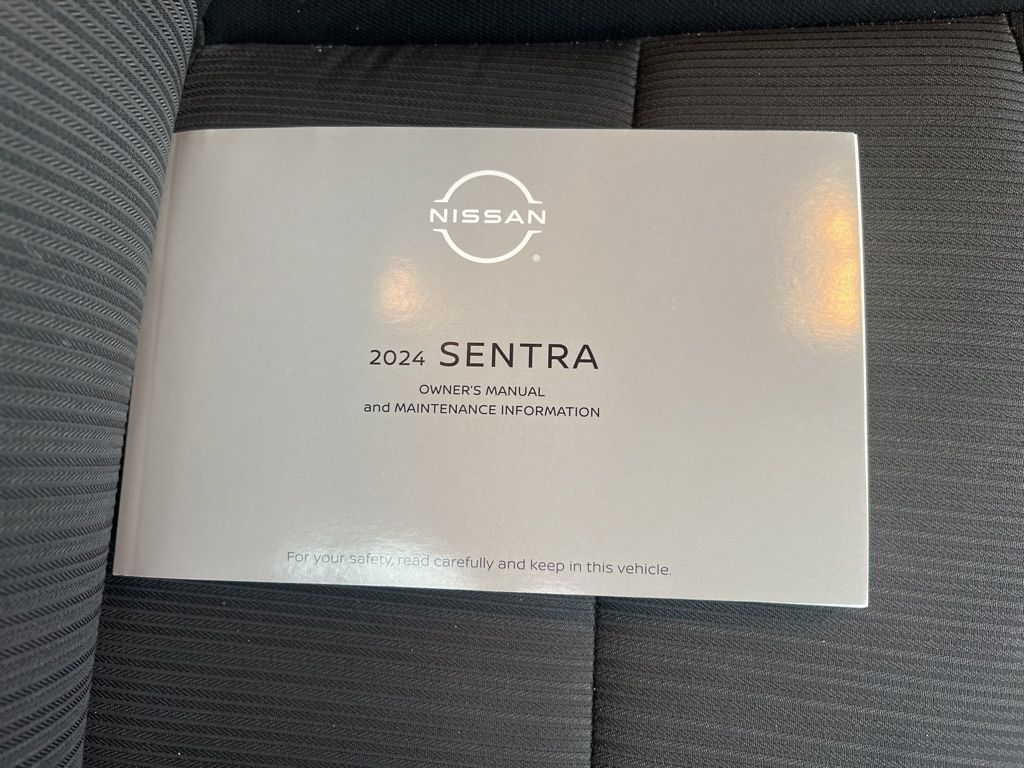 NISSAN
®
2024 SENTRA
OWNER'S MANUAL
and MAINTENANCE INFORMATION
For your safety, read carefully and keep in this vehicle.